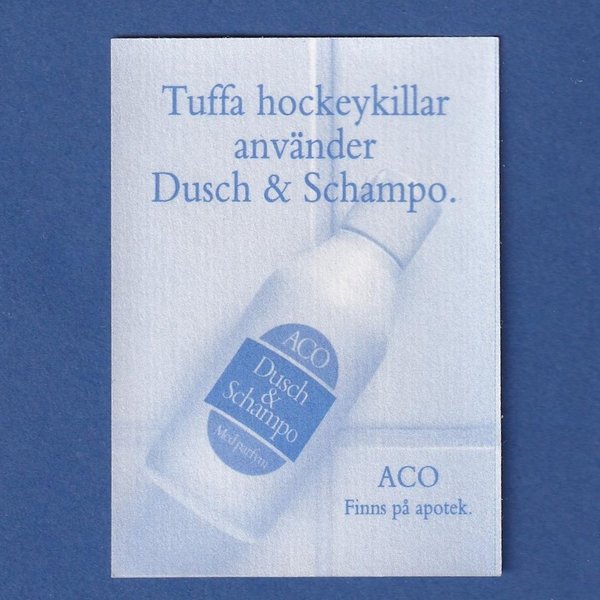 Tuffa hockeykillar
använder
Dusch & Schampo.
ACO
Dusch
&
Schampo
Med parfym
ACO
Finns på apotek.